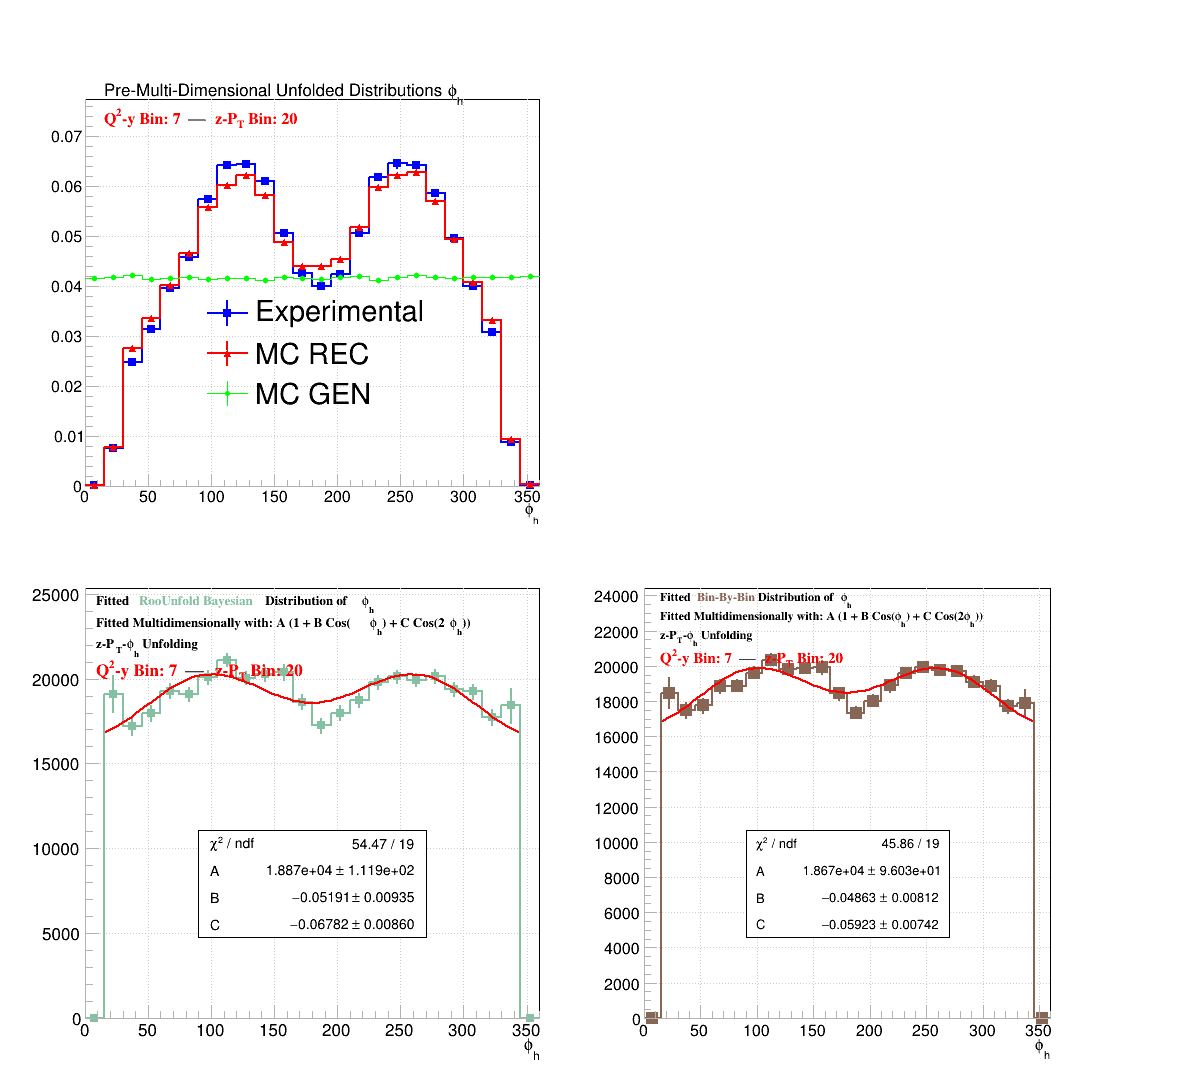 Pre-Multi-Dimensional Unfolded Distributions ϕh
Q²-y Bin: 7 — z-PT Bin: 20
0.07
0.06
0.05
0.04
0.03
0.02
0.01
0
Experimental
MC REC
MC GEN
0 50 100 150 200 250 300 350
ϕh
25000
20000
15000
10000
5000
0
Fitted RooUnfold Bayesian Distribution of ϕh
Fitted Multidimensionally with: A (1 + B Cos( ϕh) + C Cos(2 ϕh))
z-PT-ϕh Unfolding
Q²-y Bin: 7 — z-PT Bin: 20
χ² / ndf 54.47 / 19
A 1.887e+04 ± 1.119e+02
B −0.05191 ± 0.00935
C −0.06782 ± 0.00860
0 50 100 150 200 250 300 350
ϕh
24000
22000
20000
18000
16000
14000
12000
10000
8000
6000
4000
2000
0
Fitted Bin-By-Bin Distribution of ϕh
Fitted Multidimensionally with: A (1 + B Cos(ϕh) + C Cos(2ϕh))
z-PT-ϕh Unfolding
Q²-y Bin: 7 — z-PT Bin: 20
χ² / ndf 45.86 / 19
A 1.867e+04 ± 9.603e+01
B −0.04863 ± 0.00812
C −0.05923 ± 0.00742
0 50 100 150 200 250 300 350
ϕh